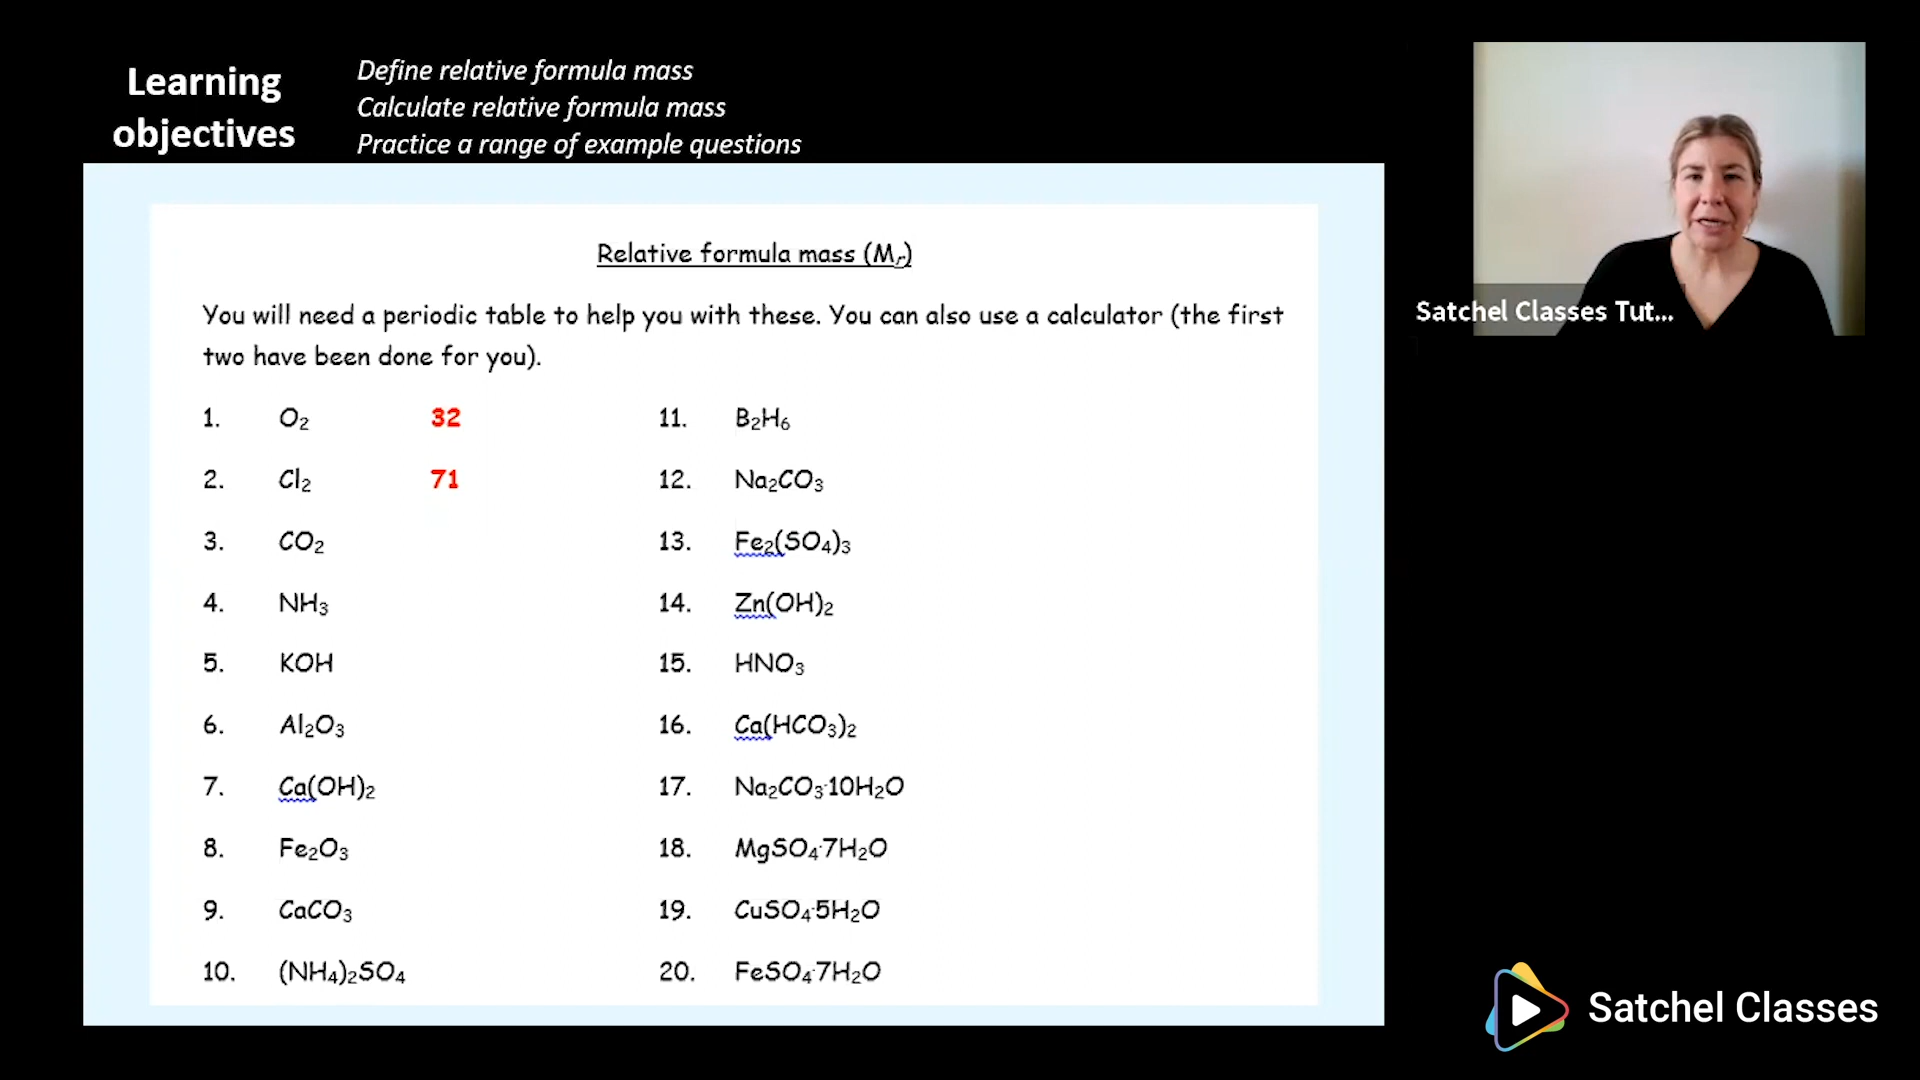 Learning
objectives
Define relative formula mass
Calculate relative formula mass
Practice a range of example questions
Satchel Classes Tut...
Relative formula mass (Mᵣ)
You will need a periodic table to help you with these. You can also use a calculator (the first
two have been done for you).
1. O₂ 32
2. Cl₂ 71
3. CO₂
4. NH₃
5. KOH
6. Al₂O₃
7. Ca(OH)₂
8. Fe₂O₃
9. CaCO₃
10. (NH₄)₂SO₄
11. B₂H₆
12. Na₂CO₃
13. Fe₂(SO₄)₃
14. Zn(OH)₂
15. HNO₃
16. Ca(HCO₃)₂
17. Na₂CO₃·10H₂O
18. MgSO₄·7H₂O
19. CuSO₄·5H₂O
20. FeSO₄·7H₂O
Satchel Classes